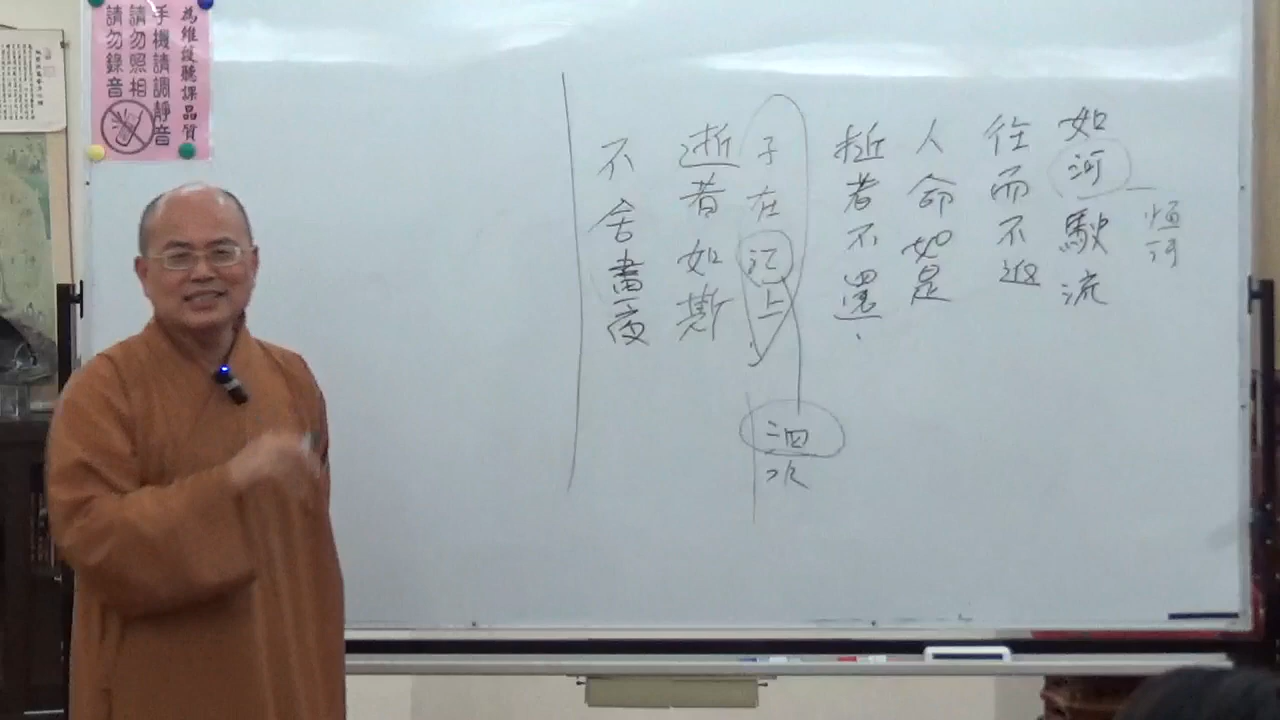 為維護聽課品質
手機請調靜音
請勿照相
請勿錄音
恒河
如河駛流
往而不返
人命如是
逝者不還
子在江上
逝者如斯
不舍晝夜
泗水